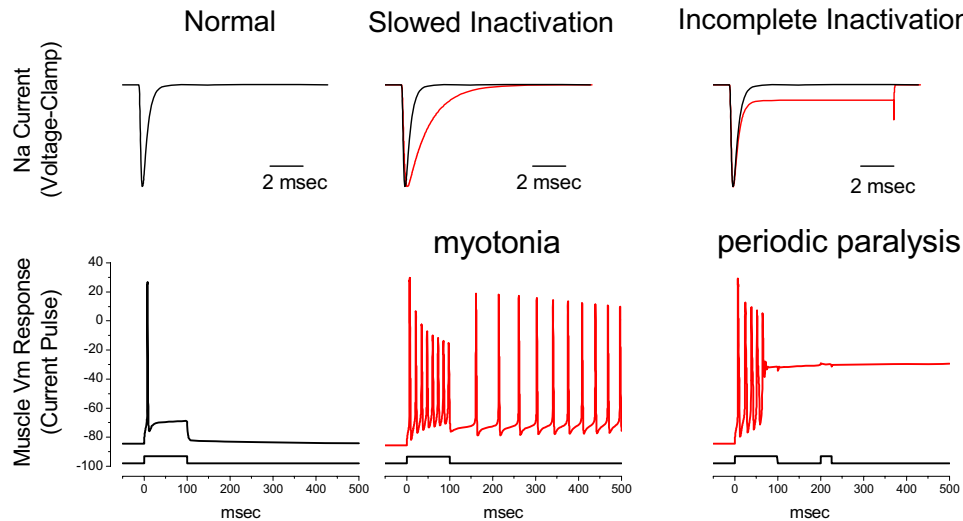 Normal
Slowed Inactivation
Incomplete Inactivation
Na Current
(Voltage-Clamp)
2 msec
2 msec
2 msec
myotonia
periodic paralysis
Muscle Vm Response
(Current Pulse)
40
20
0
-20
-40
-60
-80
-100
0 100 200 300 400 500
0 100 200 300 400 500
0 100 200 300 400 500
msec
msec
msec